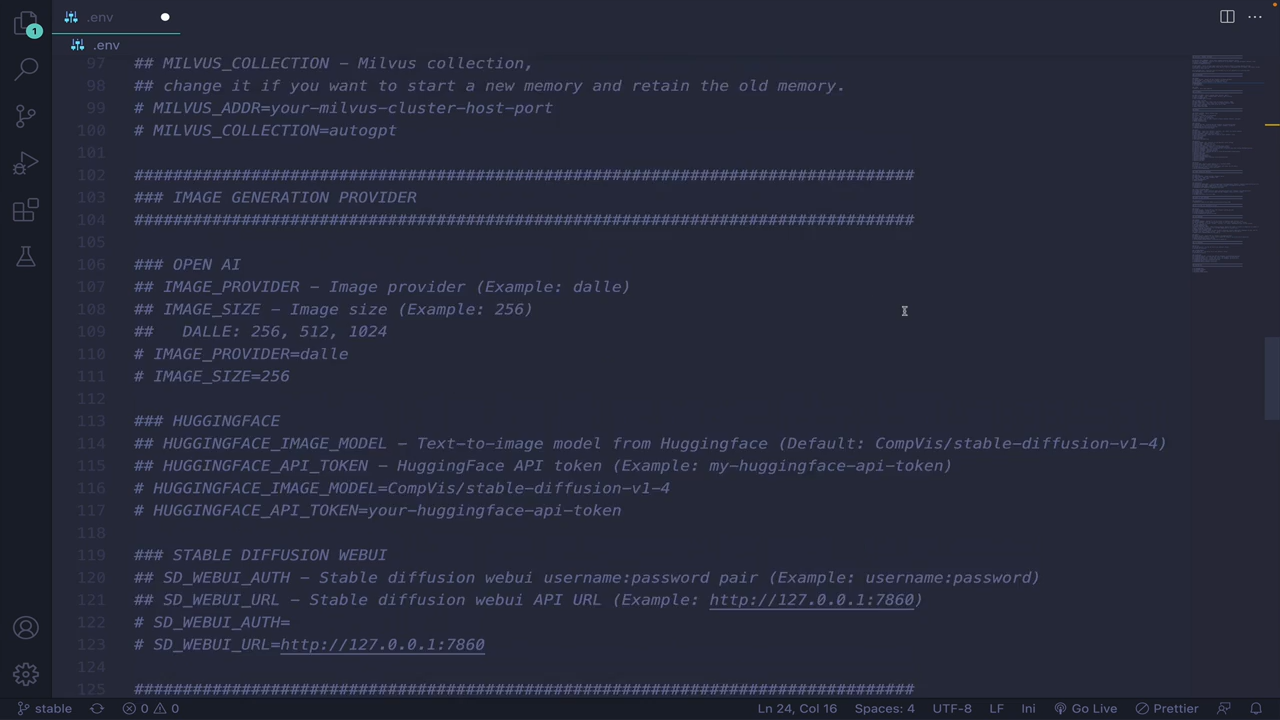 .env
1
.env
97 ## MILVUS_COLLECTION - Milvus collection,
98 ## change it if you want to start a new memory and retain the old memory.
99 # MILVUS_ADDR=your-milvus-cluster-host-port
100 # MILVUS_COLLECTION=autogpt
101
102 ################################################################################
103 ### IMAGE GENERATION PROVIDER
104 ################################################################################
105
106 ### OPEN AI
107 ## IMAGE_PROVIDER - Image provider (Example: dalle)
108 ## IMAGE_SIZE - Image size (Example: 256)
109 ##   DALLE: 256, 512, 1024
110 # IMAGE_PROVIDER=dalle
111 # IMAGE_SIZE=256
112
113 ### HUGGINGFACE
114 ## HUGGINGFACE_IMAGE_MODEL - Text-to-image model from Huggingface (Default: CompVis/stable-diffusion-v1-4)
115 ## HUGGINGFACE_API_TOKEN - HuggingFace API token (Example: my-huggingface-api-token)
116 # HUGGINGFACE_IMAGE_MODEL=CompVis/stable-diffusion-v1-4
117 # HUGGINGFACE_API_TOKEN=your-huggingface-api-token
118
119 ### STABLE DIFFUSION WEBUI
120 ## SD_WEBUI_AUTH - Stable diffusion webui username:password pair (Example: username:password)
121 ## SD_WEBUI_URL - Stable diffusion webui API URL (Example: http://127.0.0.1:7860)
122 # SD_WEBUI_AUTH=
123 # SD_WEBUI_URL=http://127.0.0.1:7860
124
125 ################################################################################
stable 0 0 Ln 24, Col 16 Spaces: 4 UTF-8 LF Ini Go Live Prettier